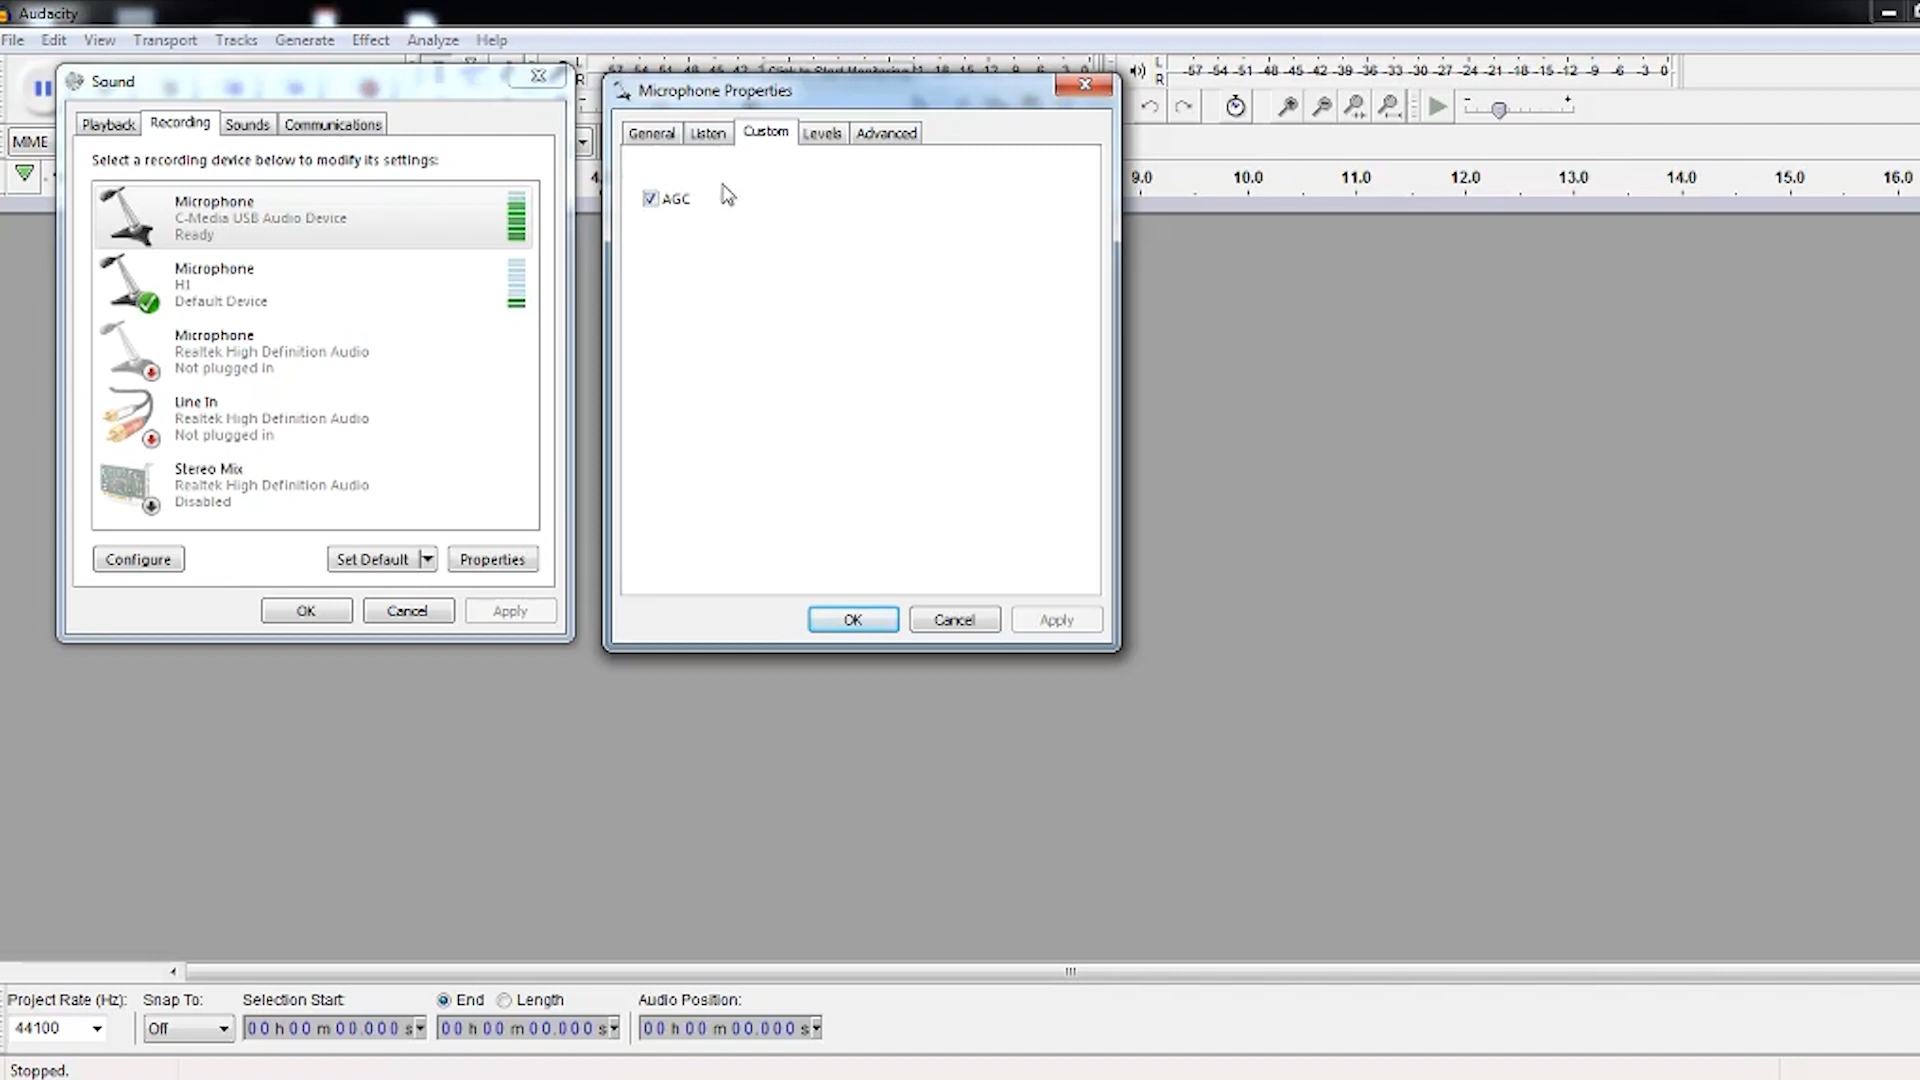 Audacity
File Edit View Transport Tracks Generate Effect Analyze Help
Sound
Playback Recording Sounds Communications
Select a recording device below to modify its settings:
Microphone
C-Media USB Audio Device
Ready
Microphone
H1
Default Device
Microphone
Realtek High Definition Audio
Not plugged in
Line In
Realtek High Definition Audio
Not plugged in
Stereo Mix
Realtek High Definition Audio
Disabled
Configure Set Default Properties
OK Cancel Apply
Microphone Properties
General Listen Custom Levels Advanced
AGC
OK Cancel Apply
L
R
L
R
-57 -54 -51 -48 -45 -42 -39 -36 -33 -30 -27 -24 -21 -18 -15 -12 -9 -6 -3 0
MME
9.0 10.0 11.0 12.0 13.0 14.0 15.0 16.0
Project Rate (Hz): Snap To: Selection Start: End Length Audio Position:
44100 Off 00 h 00 m 00.000 s 00 h 00 m 00.000 s 00 h 00 m 00.000 s
Stopped.